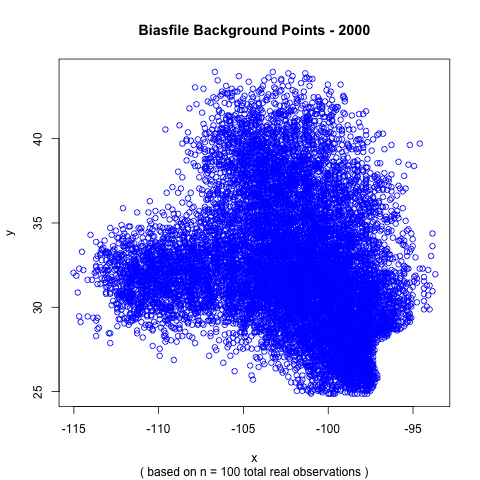 Biasfile Background Points - 2000
y
40
35
30
25
-115 -110 -105 -100 -95
x
( based on n = 100 total real observations )